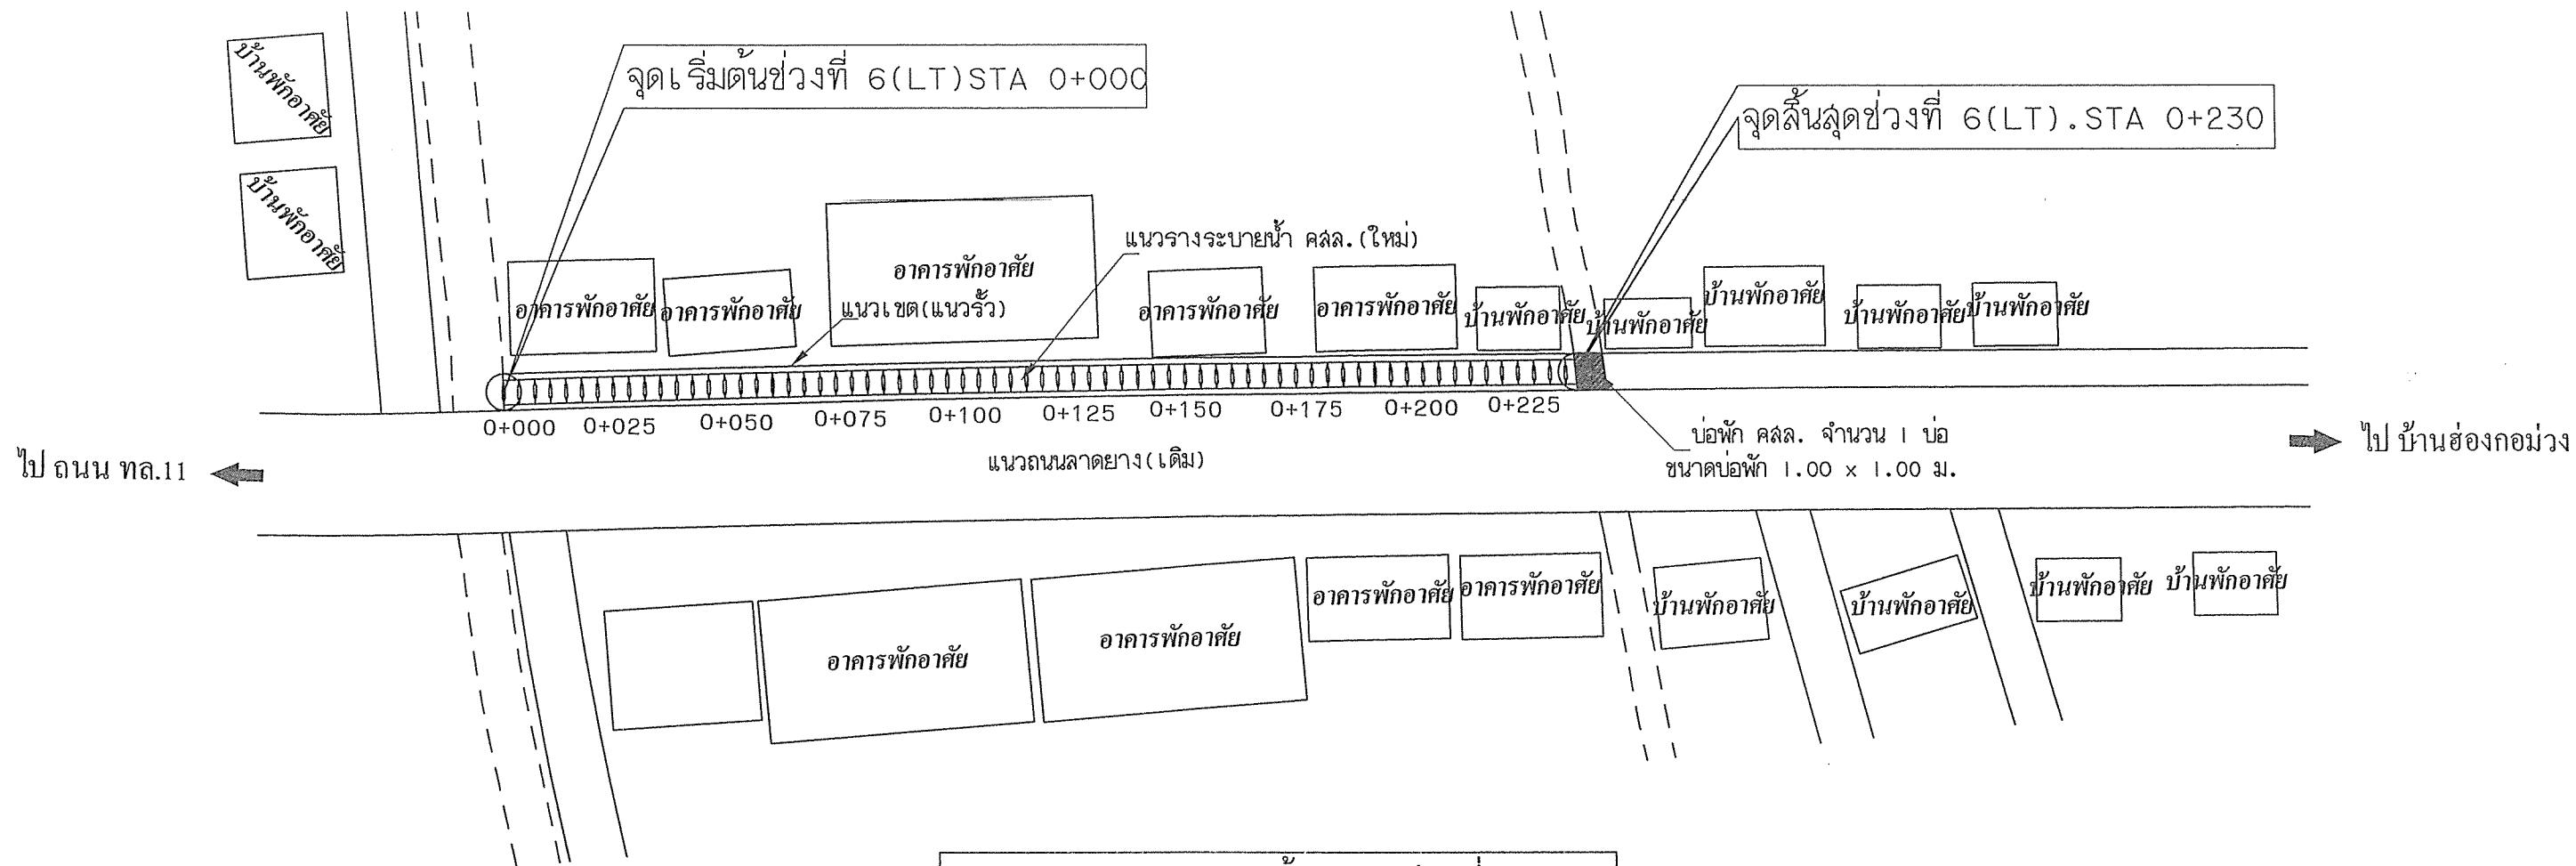 บ้านพักอาศัย
บ้านพักอาศัย
จุดเริ่มต้นช่วงที่ 6(LT)STA 0+000
จุดสิ้นสุดช่วงที่ 6(LT).STA 0+230
แนวรางระบายน้ำ คสล.(ใหม่)
อาคารพักอาศัย
อาคารพักอาศัย
อาคารพักอาศัย
อาคารพักอาศัย
อาคารพักอาศัย
บ้านพักอาศัย
บ้านพักอาศัย
บ้านพักอาศัย
บ้านพักอาศัย
บ้านพักอาศัย
แนวเขต(แนวรั้ว)
0+000 0+025 0+050 0+075 0+100 0+125 0+150 0+175 0+200 0+225
บ่อพัก คสล. จำนวน 1 บ่อ
ขนาดบ่อพัก 1.00 x 1.00 ม.
ไป ถนน ทล.11
แนวถนนลาดยาง(เดิม)
ไป บ้านฮ่องกอม่วง
อาคารพักอาศัย
อาคารพักอาศัย
อาคารพักอาศัย
อาคารพักอาศัย
บ้านพักอาศัย
บ้านพักอาศัย
บ้านพักอาศัย
บ้านพักอาศัย